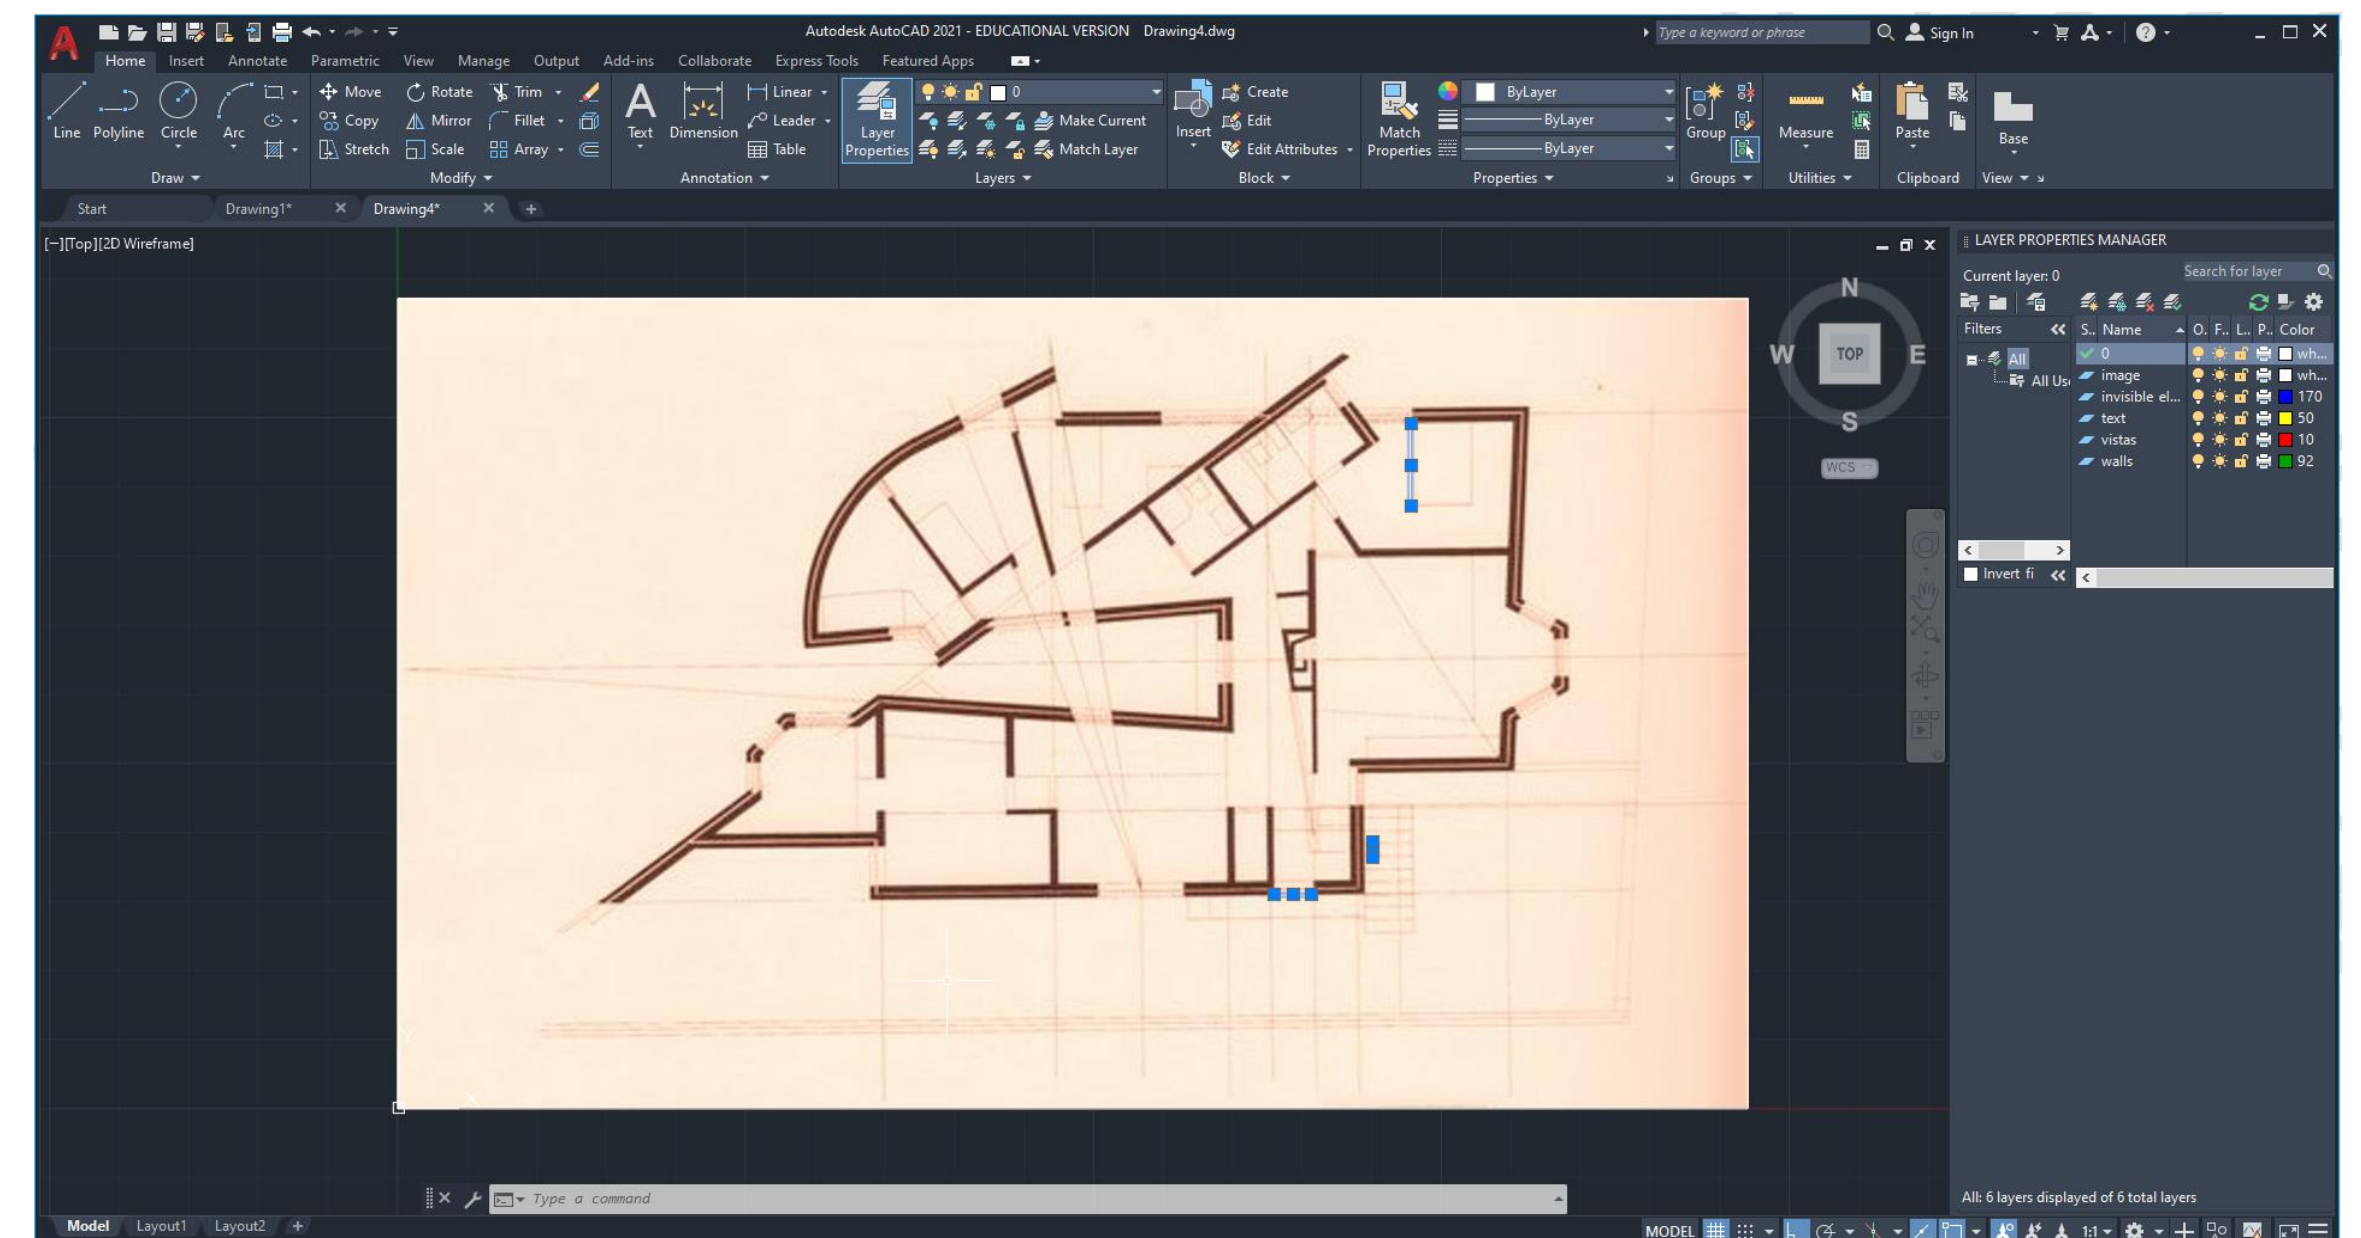 Autodesk AutoCAD 2021 - EDUCATIONAL VERSION Drawing4.dwg
Type a keyword or phrase
Sign In
Home Insert Annotate Parametric View Manage Output Add-ins Collaborate Express Tools Featured Apps
Line Polyline Circle Arc
Move Rotate Trim
Copy Mirror Fillet
Stretch Scale Array
Text Dimension
Linear
Leader
Table
Layer Properties
0
Make Current
Match Layer
Insert
Create
Edit
Edit Attributes
Match Properties
ByLayer
ByLayer
ByLayer
Group
Measure
Paste
Base
Draw Modify Annotation Layers Block Properties Groups Utilities Clipboard View
Start Drawing1* Drawing4*
[−][Top][2D Wireframe]
N
W TOP E
S
WCS
LAYER PROPERTIES MANAGER
Current layer: 0
Search for layer
Filters S.. Name O. F.. L.. P.. Color
All
All Us
0 wh...
image wh...
invisible el... 170
text 50
vistas 10
walls 92
Invert fi
All: 6 layers displayed of 6 total layers
Type a command
Model Layout1 Layout2
MODEL 1:1